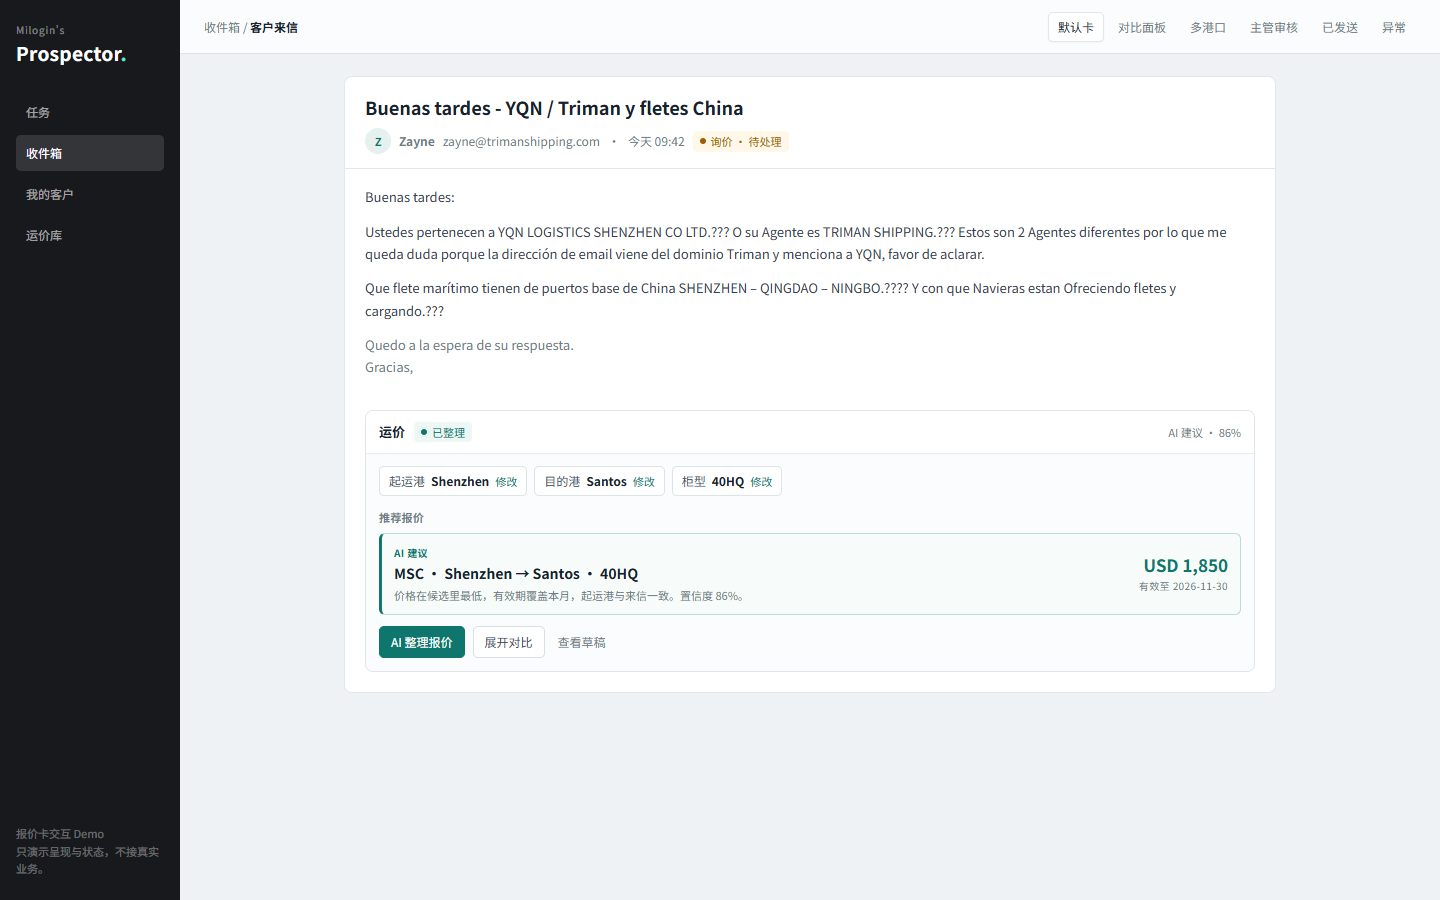 Milogin's
Prospector.
任务
收件箱
我的客户
运价库
报价卡交互 Demo
只演示呈现与状态，不接真实
业务。
收件箱 / 客户来信
默认卡
对比面板
多港口
主管审核
已发送
异常
Buenas tardes - YQN / Triman y fletes China
Z
Zayne zayne@trimanshipping.com · 今天 09:42
询价 · 待处理
Buenas tardes:
Ustedes pertenecen a YQN LOGISTICS SHENZHEN CO LTD.??? O su Agente es TRIMAN SHIPPING.??? Estos son 2 Agentes diferentes por lo que me
queda duda porque la dirección de email viene del dominio Triman y menciona a YQN, favor de aclarar.
Que flete marítimo tienen de puertos base de China SHENZHEN – QINGDAO – NINGBO.???? Y con que Navieras estan Ofreciendo fletes y
cargando.???
Quedo a la espera de su respuesta.
Gracias,
运价
已整理
AI 建议 · 86%
起运港 Shenzhen 修改
目的港 Santos 修改
柜型 40HQ 修改
推荐报价
AI 建议
MSC · Shenzhen → Santos · 40HQ
价格在候选里最低，有效期覆盖本月，起运港与来信一致。置信度 86%。
USD 1,850
有效至 2026-11-30
AI 整理报价
展开对比
查看草稿